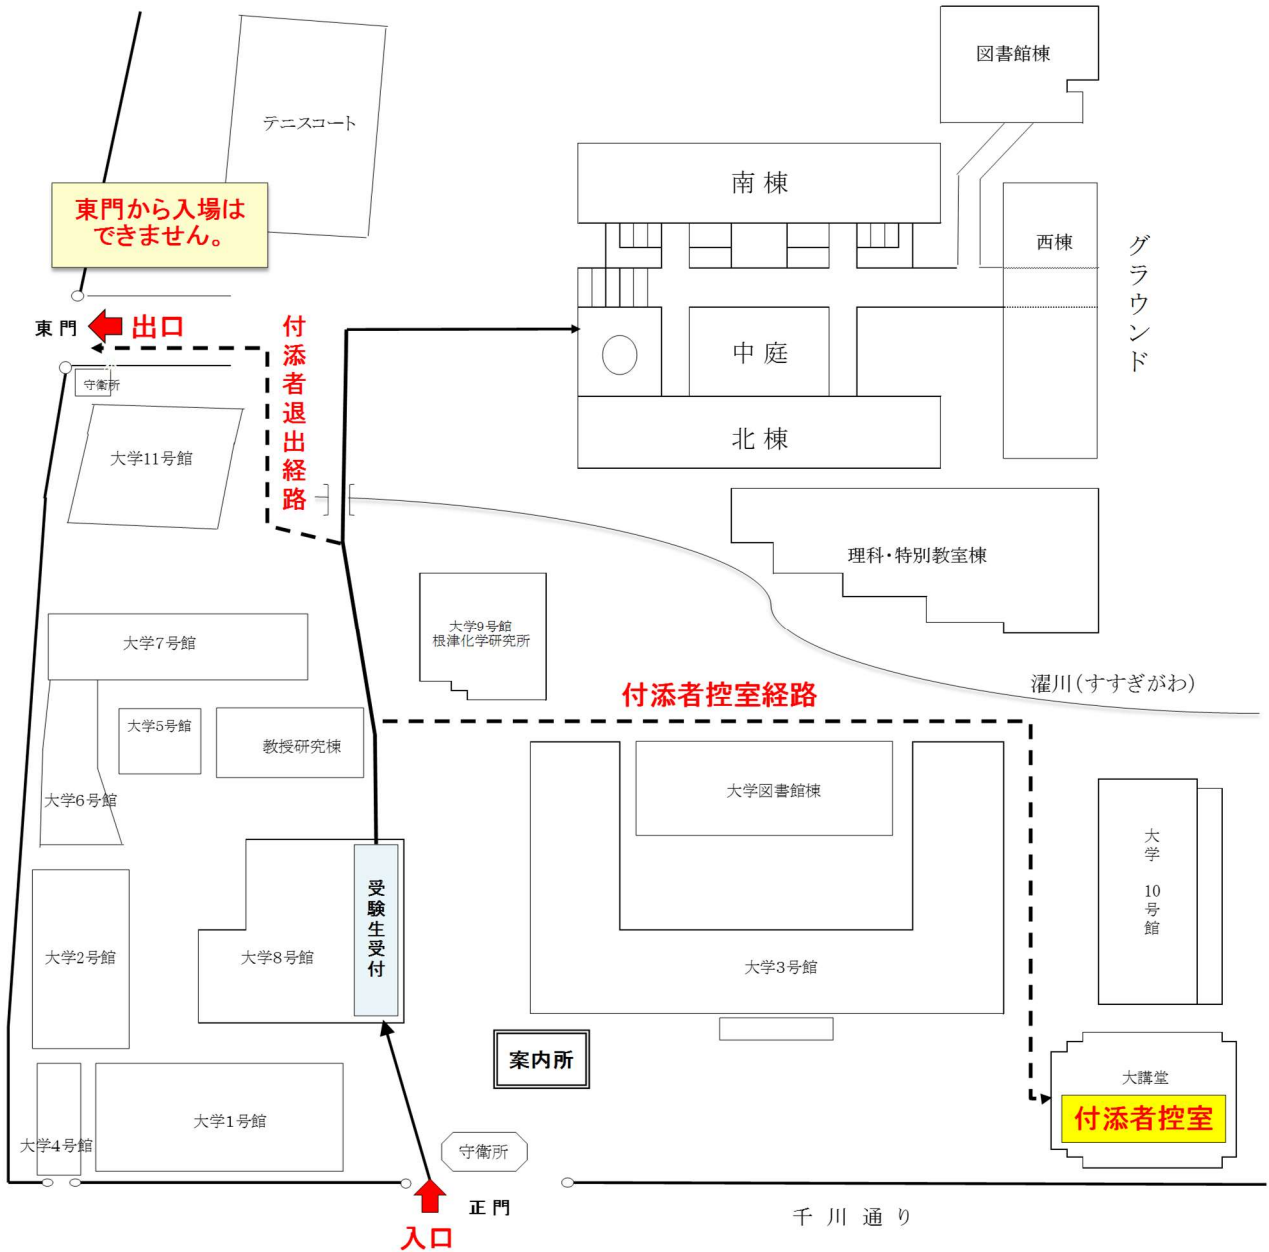 図書館棟
テニスコート
南 棟
東門から入場は
できません。
西棟
グラウンド
東 門
出口
付添者退出経路
中 庭
守衛所
北 棟
大学11号館
理科・特別教室棟
大学9号館
根津化学研究所
大学7号館
濯川(すすぎがわ)
付添者控室経路
大学5号館
教授研究棟
大学図書館棟
大学6号館
大学 10号館
受験生受付
大学2号館
大学8号館
大学3号館
案内所
大講堂
付添者控室
大学1号館
大学4号館
守衛所
正 門
入口
千 川 通 り